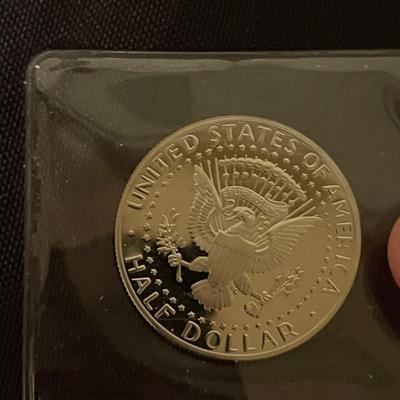 UNITED STATES OF AMERICA
HALF DOLLAR